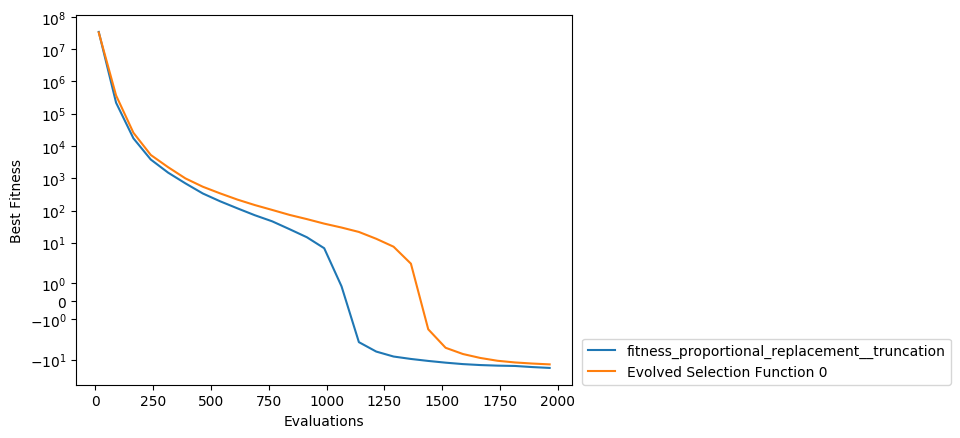 10^8
10^7
10^6
10^5
10^4
10^3
10^2
10^1
10^0
0
−10^0
−10^1
Best Fitness
0 250 500 750 1000 1250 1500 1750 2000
Evaluations
fitness_proportional_replacement__truncation
Evolved Selection Function 0